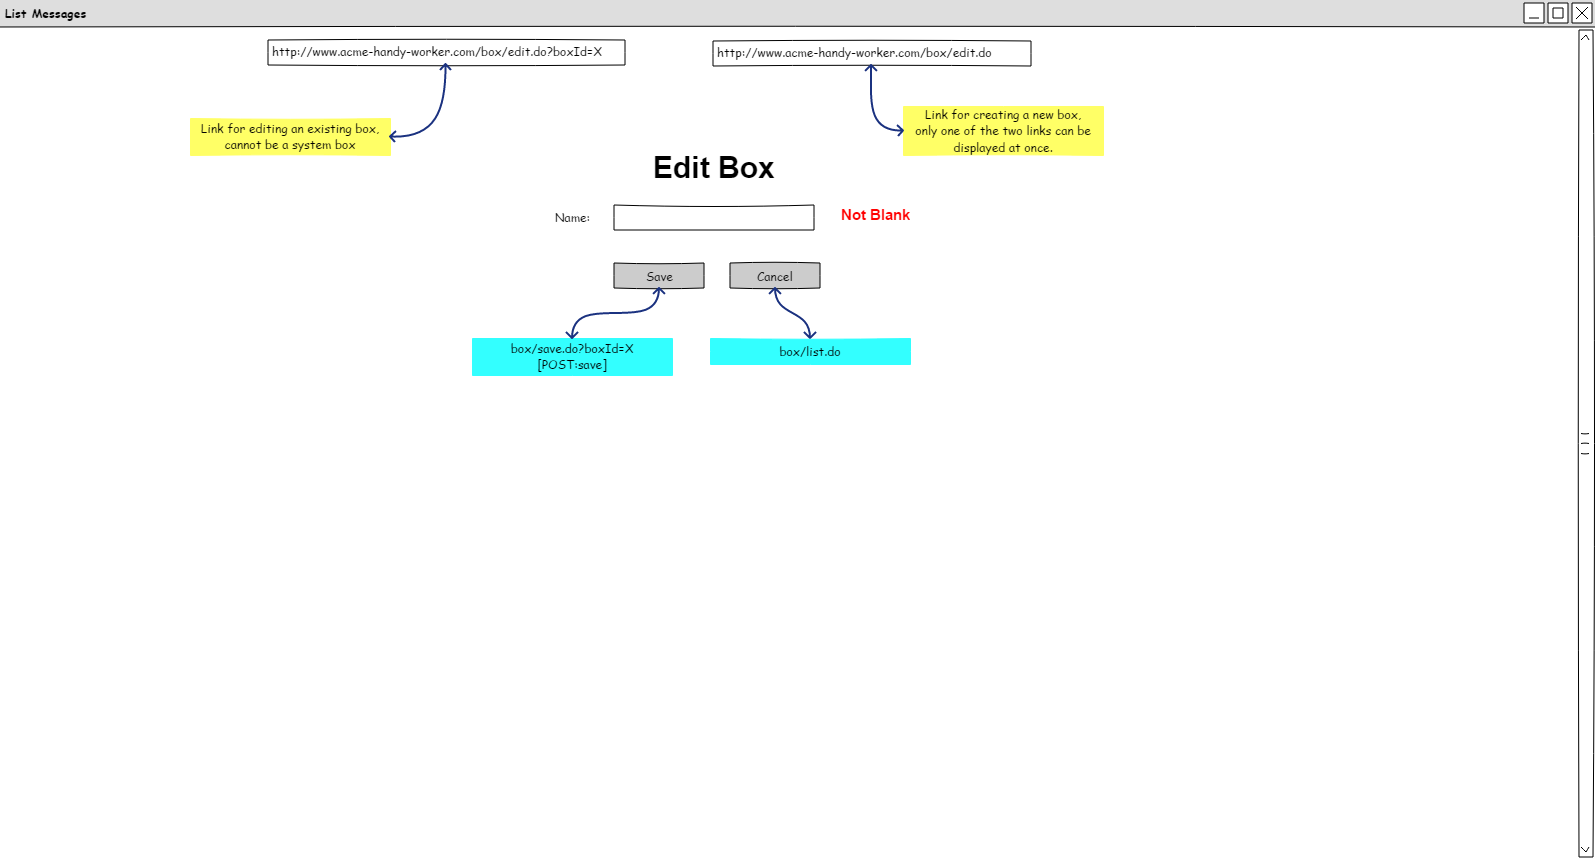 List Messages
http://www.acme-handy-worker.com/box/edit.do?boxId=X
http://www.acme-handy-worker.com/box/edit.do
Link for editing an existing box,
cannot be a system box
Link for creating a new box,
only one of the two links can be
displayed at once.
Edit Box
Name:
Not Blank
Save
Cancel
box/save.do?boxId=X
[POST:save]
box/list.do